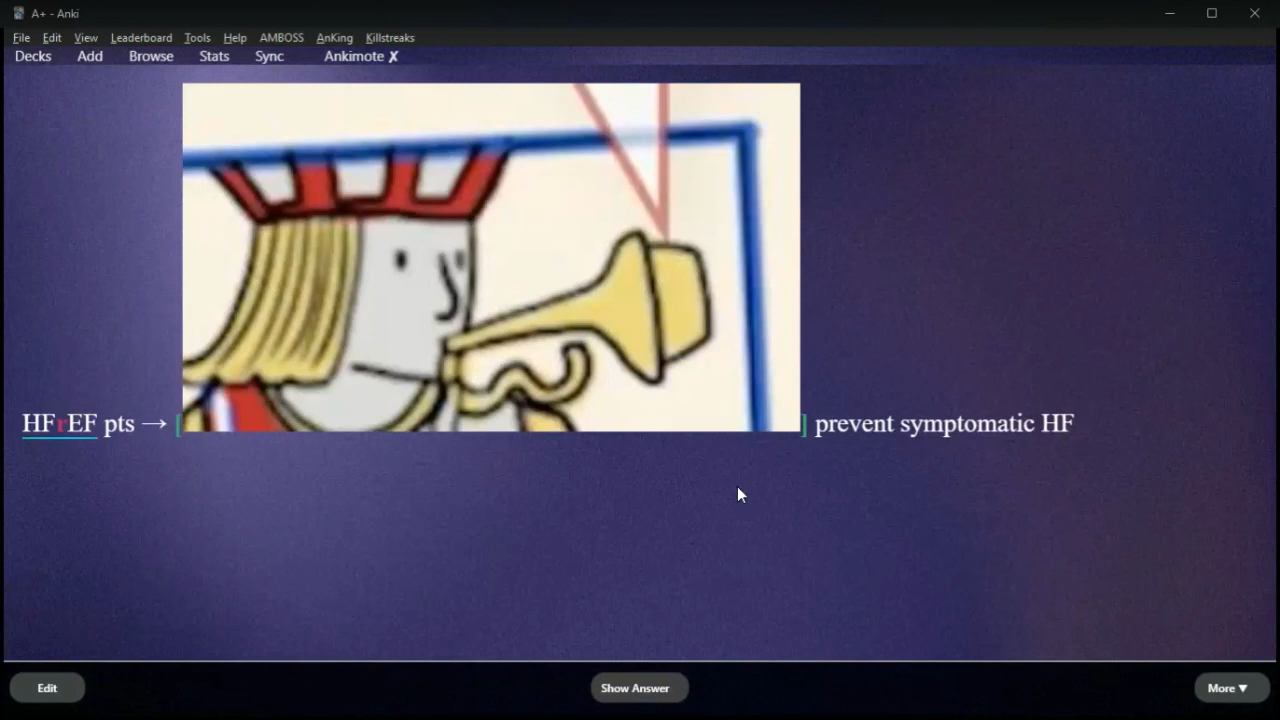 A+ - Anki
File Edit View Leaderboard Tools Help AMBOSS AnKing Killstreaks
Decks Add Browse Stats Sync Ankimote ✗
HFrEF pts → [ ] prevent symptomatic HF
Edit Show Answer More ▼